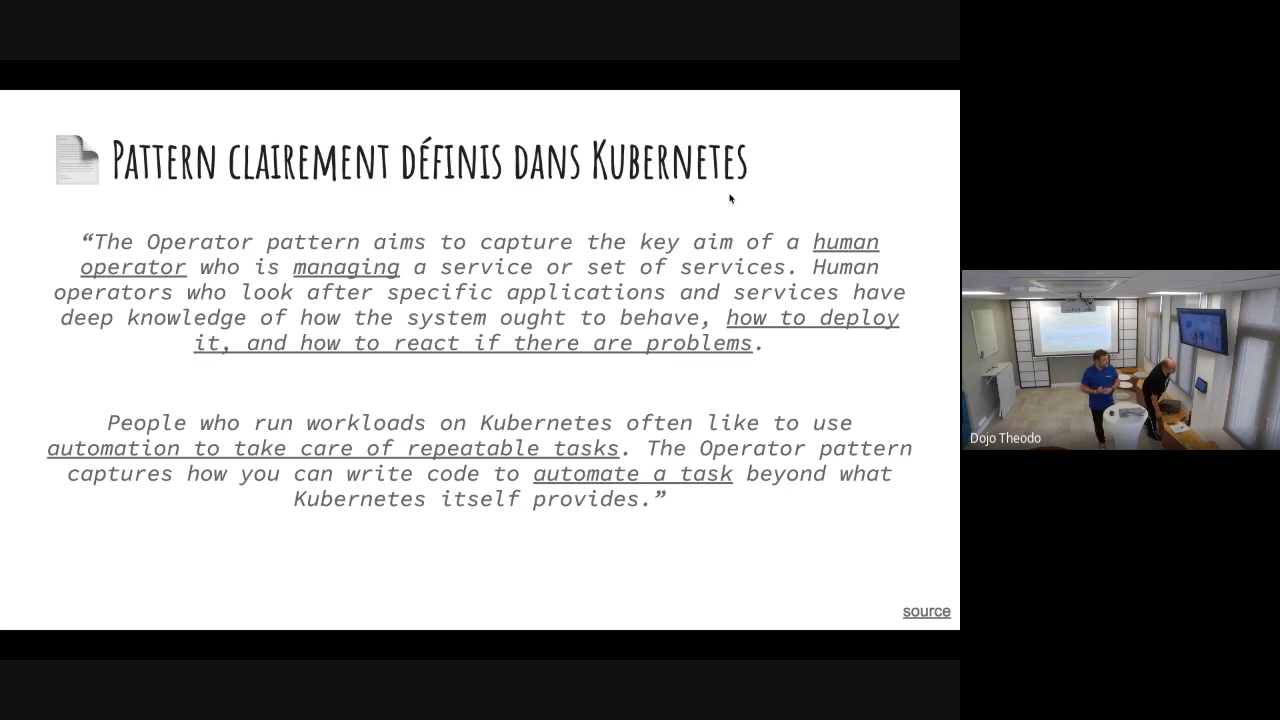 Pattern clairement définis dans Kubernetes
“The Operator pattern aims to capture the key aim of a human
operator who is managing a service or set of services. Human
operators who look after specific applications and services have
deep knowledge of how the system ought to behave, how to deploy
it, and how to react if there are problems.
People who run workloads on Kubernetes often like to use
automation to take care of repeatable tasks. The Operator pattern
captures how you can write code to automate a task beyond what
Kubernetes itself provides.”
source
Dojo Theodo